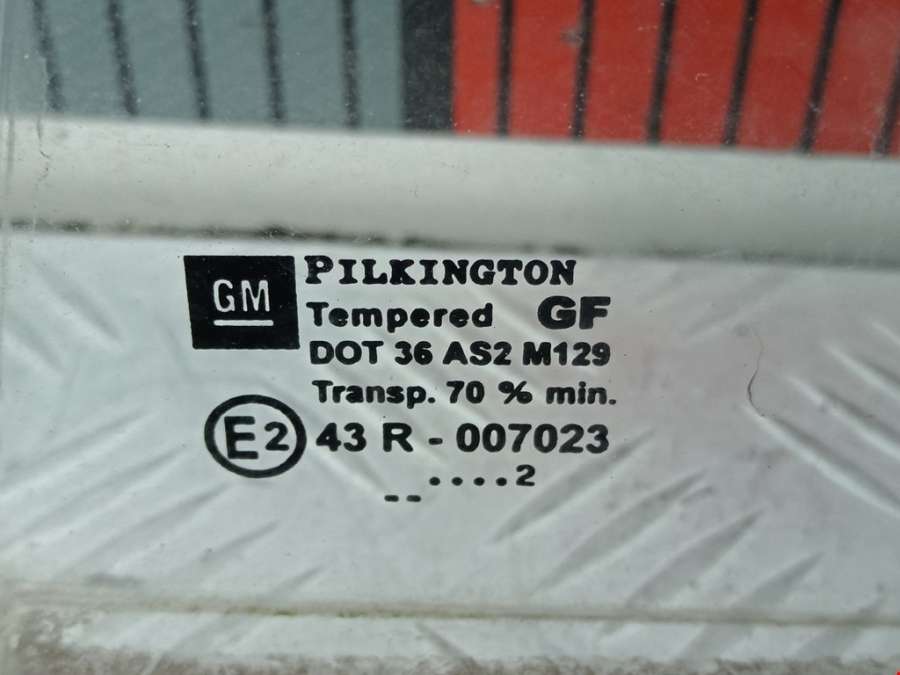 GM
PILKINGTON
Tempered GF
DOT 36 AS2 M129
Transp. 70 % min.
E2 43 R - 007023
--····2